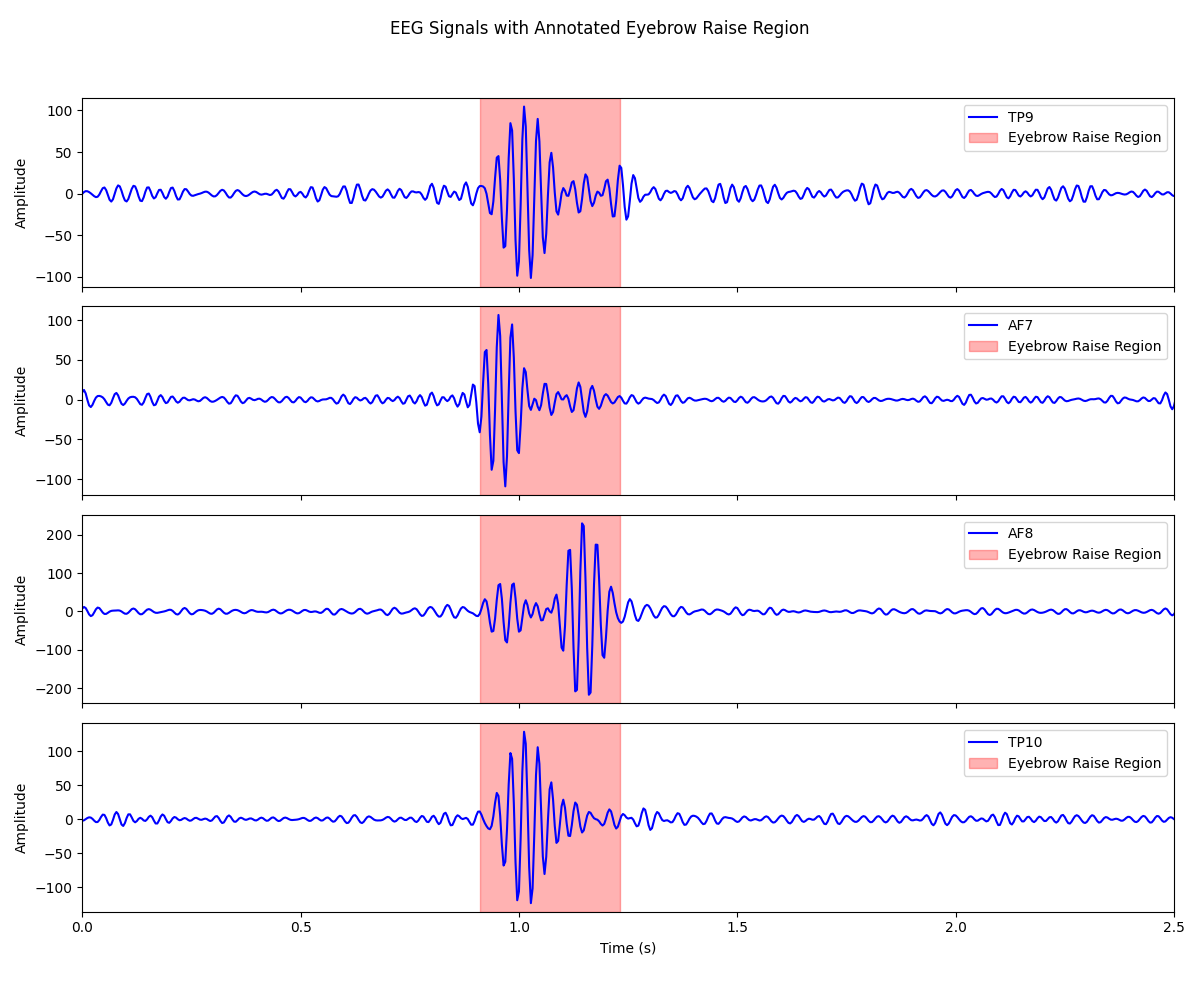 EEG Signals with Annotated Eyebrow Raise Region
100
50
0
−50
−100
Amplitude
TP9
Eyebrow Raise Region
100
50
0
−50
−100
Amplitude
AF7
Eyebrow Raise Region
200
100
0
−100
−200
Amplitude
AF8
Eyebrow Raise Region
100
50
0
−50
−100
Amplitude
TP10
Eyebrow Raise Region
0.0 0.5 1.0 1.5 2.0 2.5
Time (s)